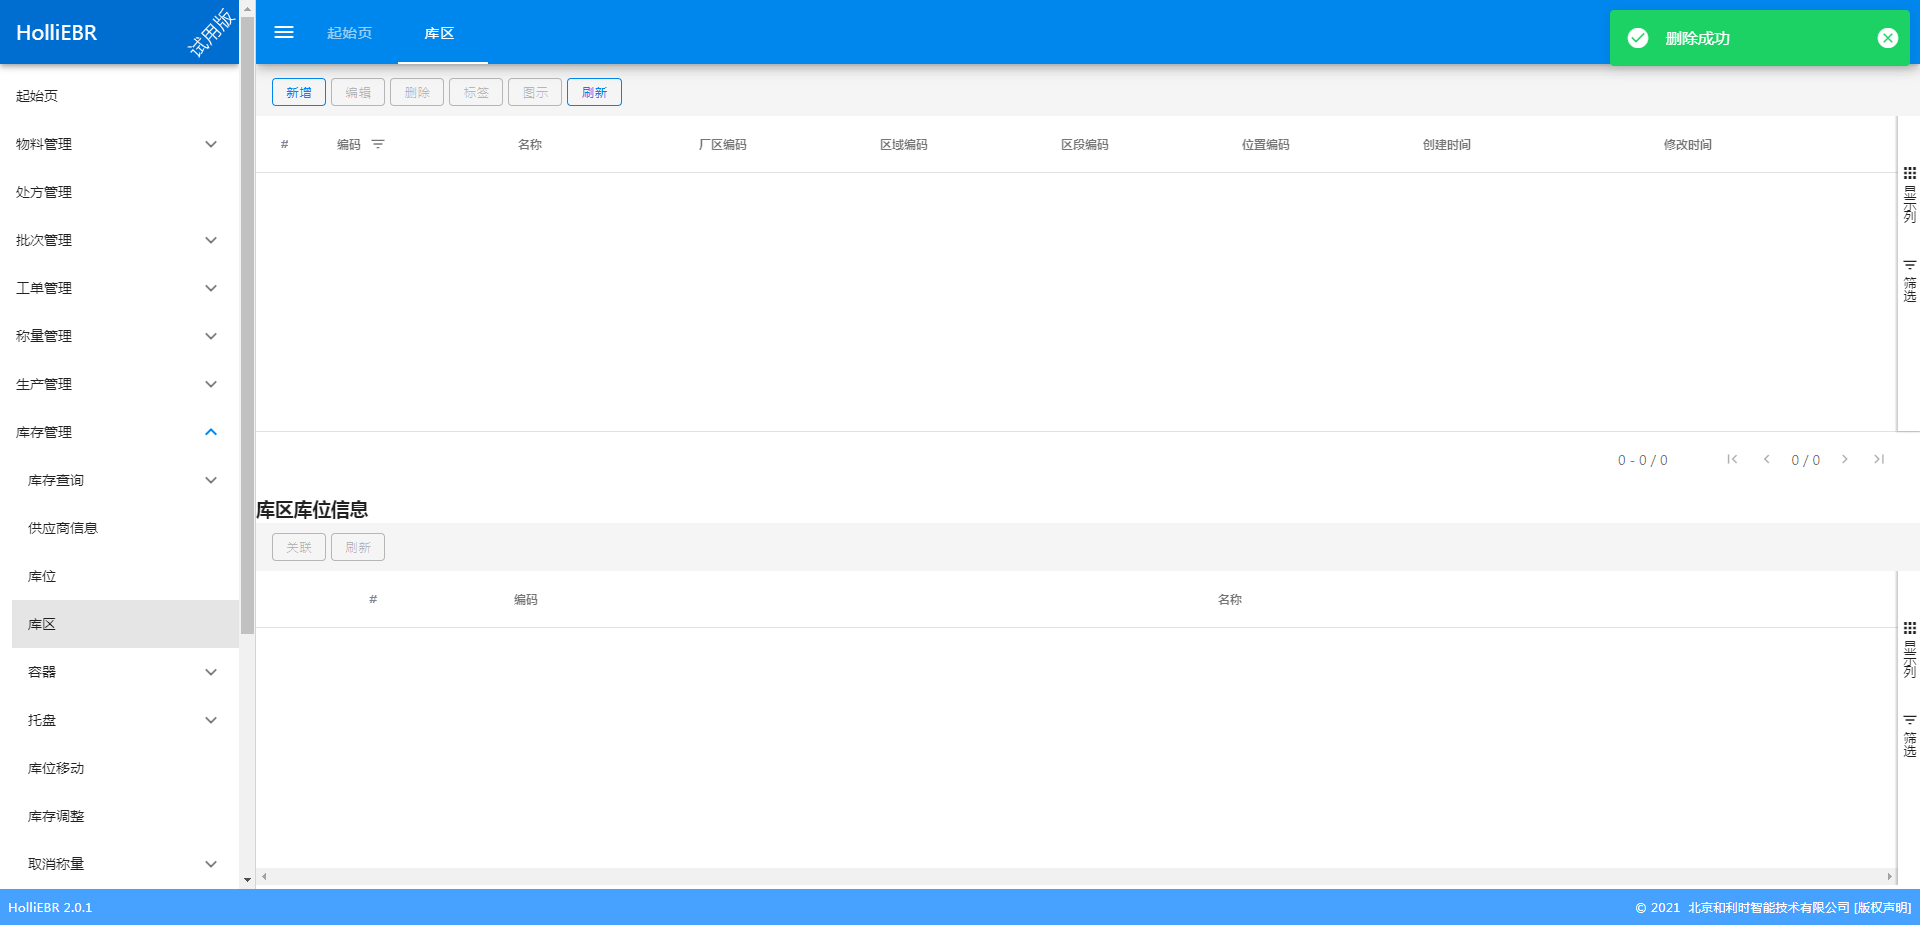 HolliEBR
试用版
起始页
库区
删除成功
起始页
物料管理
处方管理
批次管理
工单管理
称量管理
生产管理
库存管理
库存查询
供应商信息
库位
库区
容器
托盘
库位移动
库存调整
取消称量
新增 编辑 删除 标签 图示 刷新
# 编码 名称 厂区编码 区域编码 区段编码 位置编码 创建时间 修改时间
显示列
筛选
0 - 0 / 0 0 / 0
库区库位信息
关联 刷新
# 编码 名称
显示列
筛选
HolliEBR 2.0.1
© 2021 北京和利时智能技术有限公司 [版权声明]